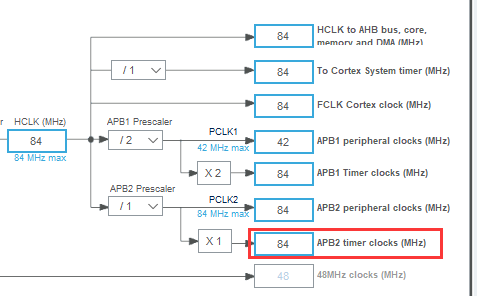 84
HCLK to AHB bus, core,
memory and DMA (MHz)
/ 1
84
To Cortex System timer (MHz)
84
FCLK Cortex clock (MHz)
r
HCLK (MHz)
84
84 MHz max
APB1 Prescaler
/ 2
PCLK1
42 MHz max
42
APB1 peripheral clocks (MHz)
X 2
84
APB1 Timer clocks (MHz)
APB2 Prescaler
/ 1
PCLK2
84 MHz max
84
APB2 peripheral clocks (MHz)
X 1
84
APB2 timer clocks (MHz)
48
48MHz clocks (MHz)